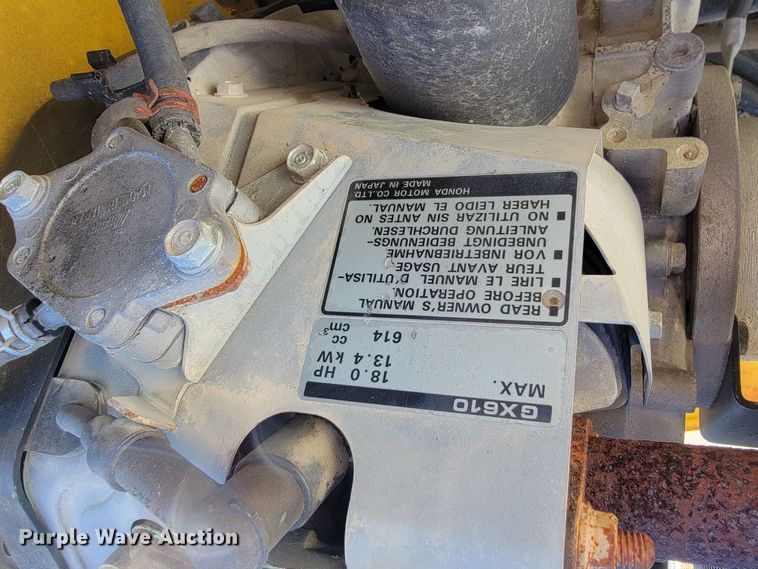 GX610
MAX.
18.0 HP
13.4 kW
614 cc
cm³
■ READ OWNER'S MANUAL
BEFORE OPERATION.
■ LIRE LE MANUEL D'UTILISA-
TEUR AVANT USAGE.
■ VOR INBETRIEBNAHME
UNBEDINGT BEDIENUNGS-
ANLEITUNG DURCHLESEN.
■ NO UTILIZAR SIN ANTES NO
HABER LEIDO EL MANUAL.
HONDA MOTOR CO.,LTD.
MADE IN JAPAN
Purple Wave Auction